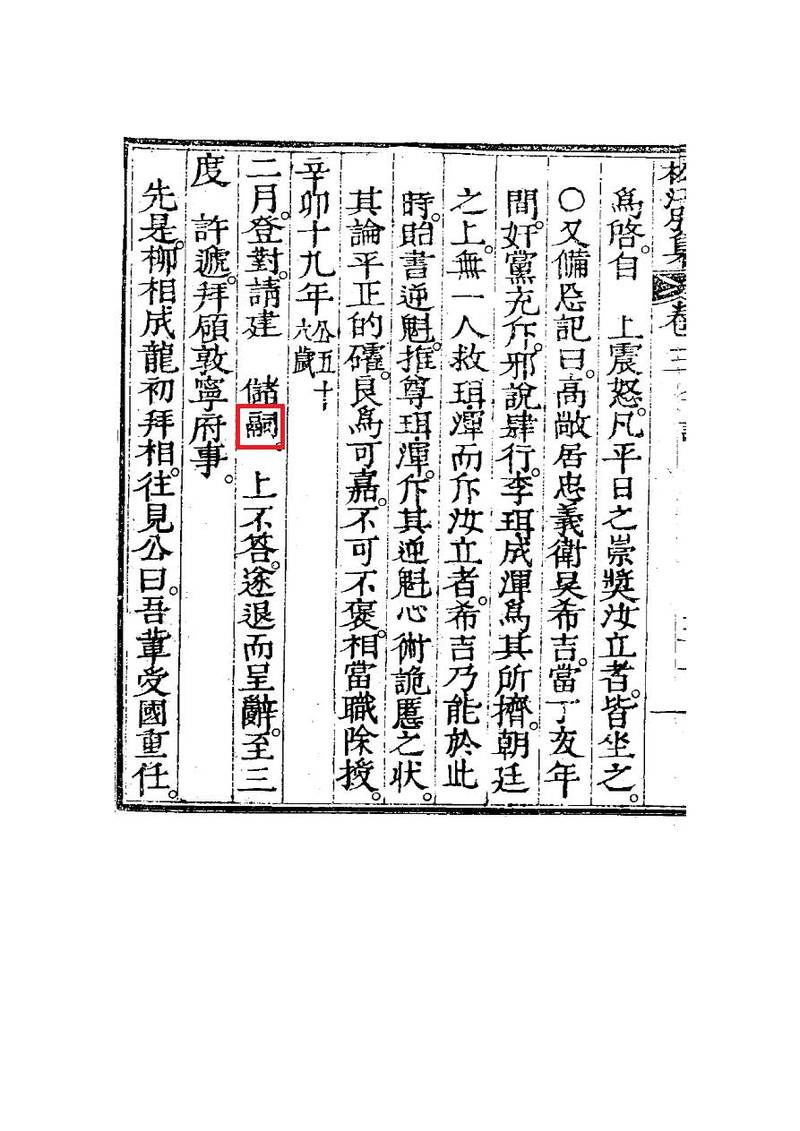 松江別集 卷三
爲啓自 上震怒。凡平日之崇奬汝立者。皆坐之。
○又備忘記曰。高敞居忠義衛吳希吉。當丁亥年
間。奸黨充斥。邪說肆行。李珥成渾爲其所擠。朝廷
之上。無一人救珥渾而斥汝立者。希吉乃能於此
時。貽書逆魁。推尊珥渾。斥其逆魁心術詭慝之狀。
其論平正的確。良爲可嘉。不可不褒。相當職除授。
辛卯十九年 公五十六歲
二月。登對。請建 儲嗣。 上不答。遂退而呈辭。至三
度 許遞。拜領敦寧府事。
先是。柳相成龍初拜相。往見公曰。吾輩受國重任。